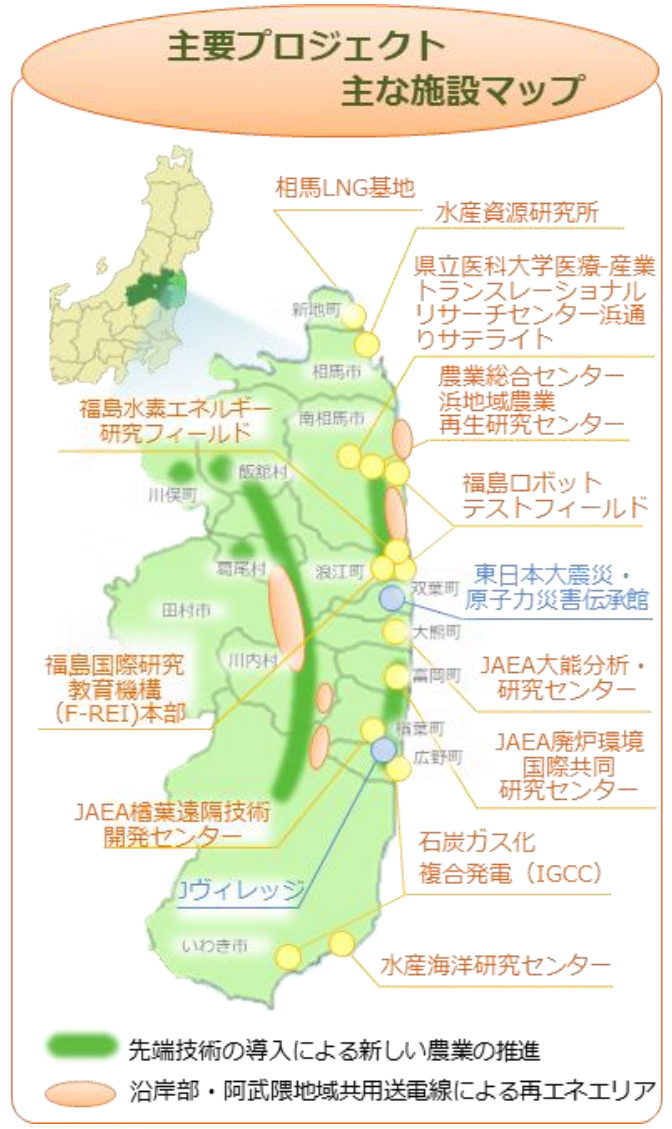 主要プロジェクト
主な施設マップ
相馬LNG基地
水産資源研究所
県立医科大学医療-産業
トランスレーショナル
リサーチセンター浜通
りサテライト
新地町
相馬市
農業総合センター
浜地域農業
再生研究センター
福島水素エネルギー
研究フィールド
南相馬市
飯舘村
川俣町
福島ロボット
テストフィールド
葛尾村
浪江町
双葉町
東日本大震災・
原子力災害伝承館
田村市
大熊町
川内村
富岡町
福島国際研究
教育機構
(F-REI)本部
JAEA大熊分析・
研究センター
楢葉町
広野町
JAEA廃炉環境
国際共同
研究センター
JAEA楢葉遠隔技術
開発センター
石炭ガス化
複合発電（IGCC）
Jヴィレッジ
いわき市
水産海洋研究センター
先端技術の導入による新しい農業の推進
沿岸部・阿武隈地域共用送電線による再エネエリア